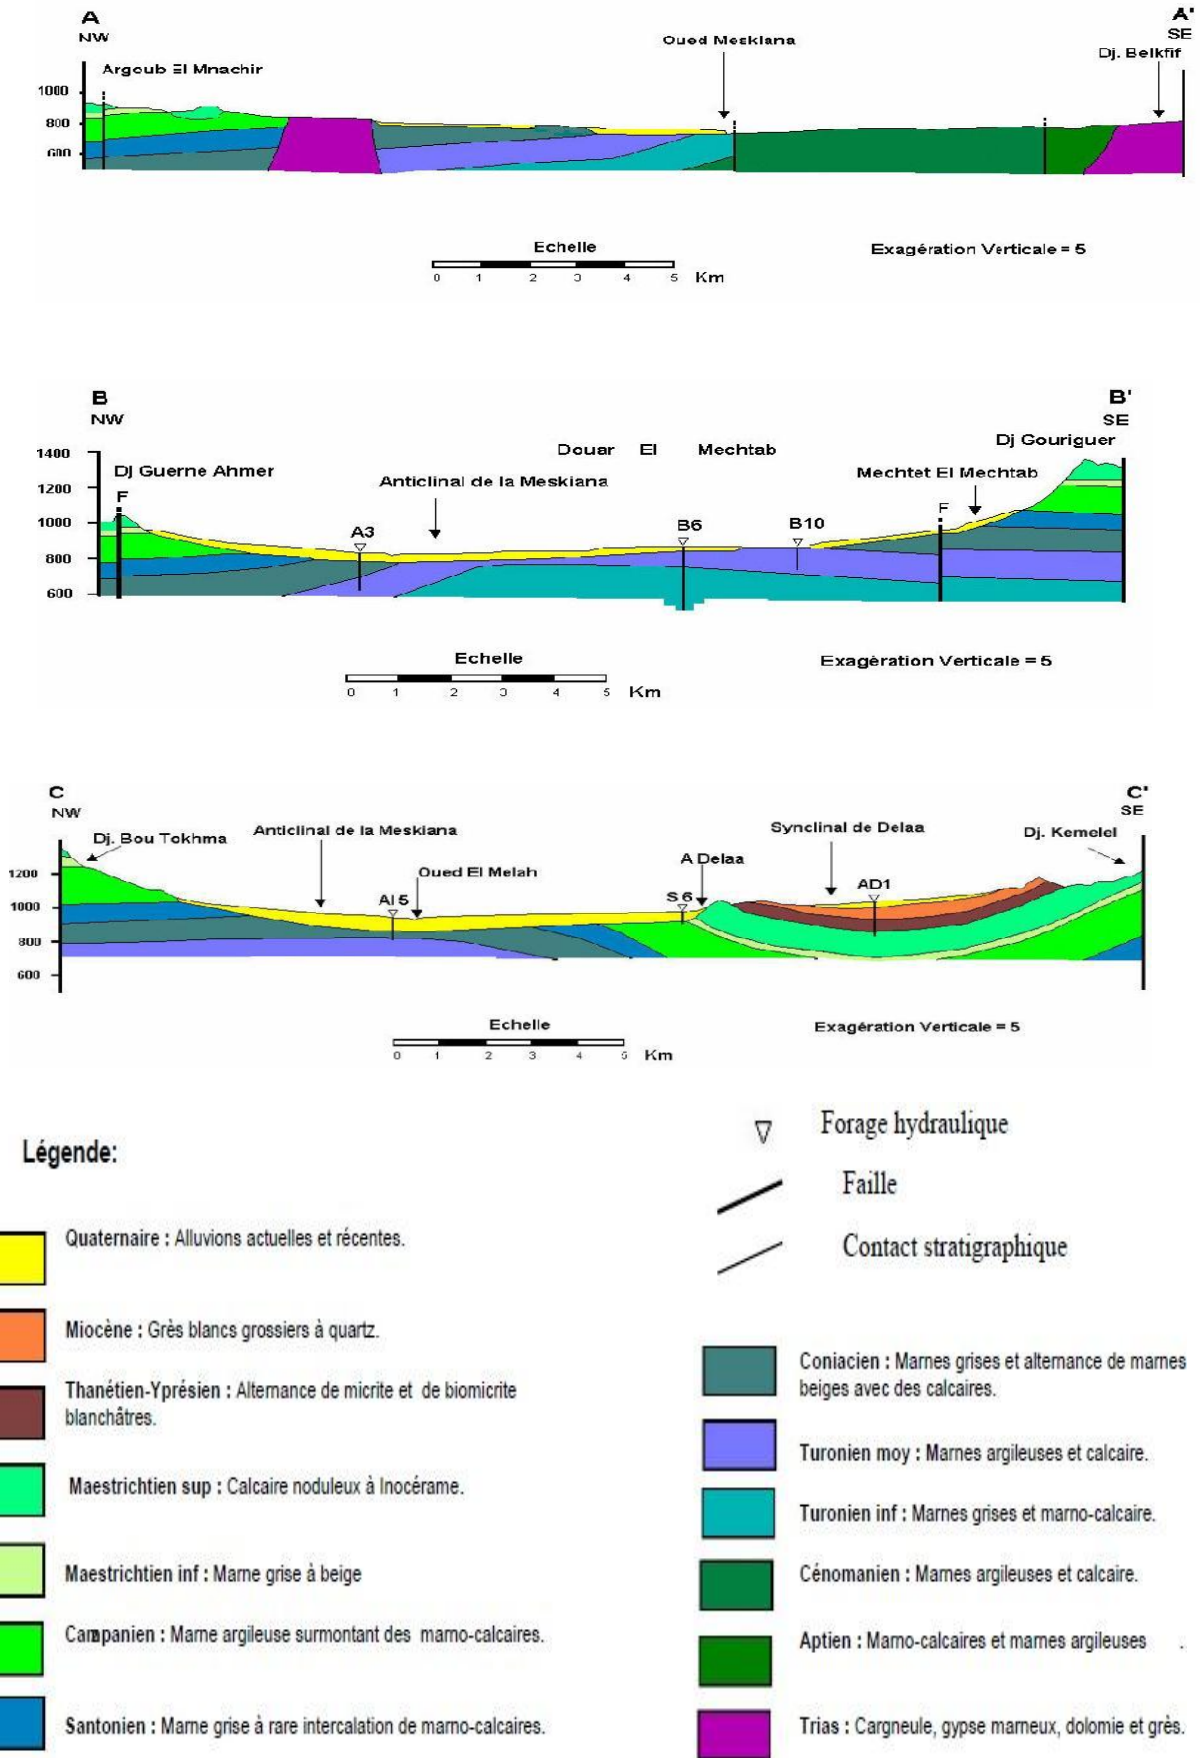 A
NW
A'
SE
Oued Meskiana
Dj. Belkfif
Argoub El Mnachir
1000
800
600
Echelle
0 1 2 3 4 5 Km
Exagération Verticale = 5
B
NW
B'
SE
1400
1200
1000
800
600
Dj Guerne Ahmer
Douar El Mechtab
Dj Gouriguer
Anticlinal de la Meskiana
Mechtet El Mechtab
F
A3
B6
B10
F
Echelle
0 1 2 3 4 5 Km
Exagération Verticale = 5
C
NW
C'
SE
1200
1000
800
600
Dj. Bou Tokhma
Anticlinal de la Meskiana
Synclinal de Delaa
Dj. Kemelel
Oued El Melah
A Delaa
AI 5
S 6
AD1
Echelle
0 1 2 3 4 5 Km
Exagération Verticale = 5
Légende:
Forage hydraulique
Faille
Contact stratigraphique
Quaternaire : Alluvions actuelles et récentes.
Miocène : Grès blancs grossiers à quartz.
Thanétien-Yprésien : Alternance de micrite et de biomicrite
blanchâtres.
Maestrichtien sup : Calcaire noduleux à Inocérame.
Maestrichtien inf : Marne grise à beige
Campanien : Marne argileuse surmontant des marno-calcaires.
Santonien : Marne grise à rare intercalation de marno-calcaires.
Coniacien : Marnes grises et alternance de marnes
beiges avec des calcaires.
Turonien moy : Marnes argileuses et calcaire.
Turonien inf : Marnes grises et marno-calcaire.
Cénomanien : Marnes argileuses et calcaire.
Aptien : Marno-calcaires et marnes argileuses .
Trias : Cargneule, gypse marneux, dolomie et grès.